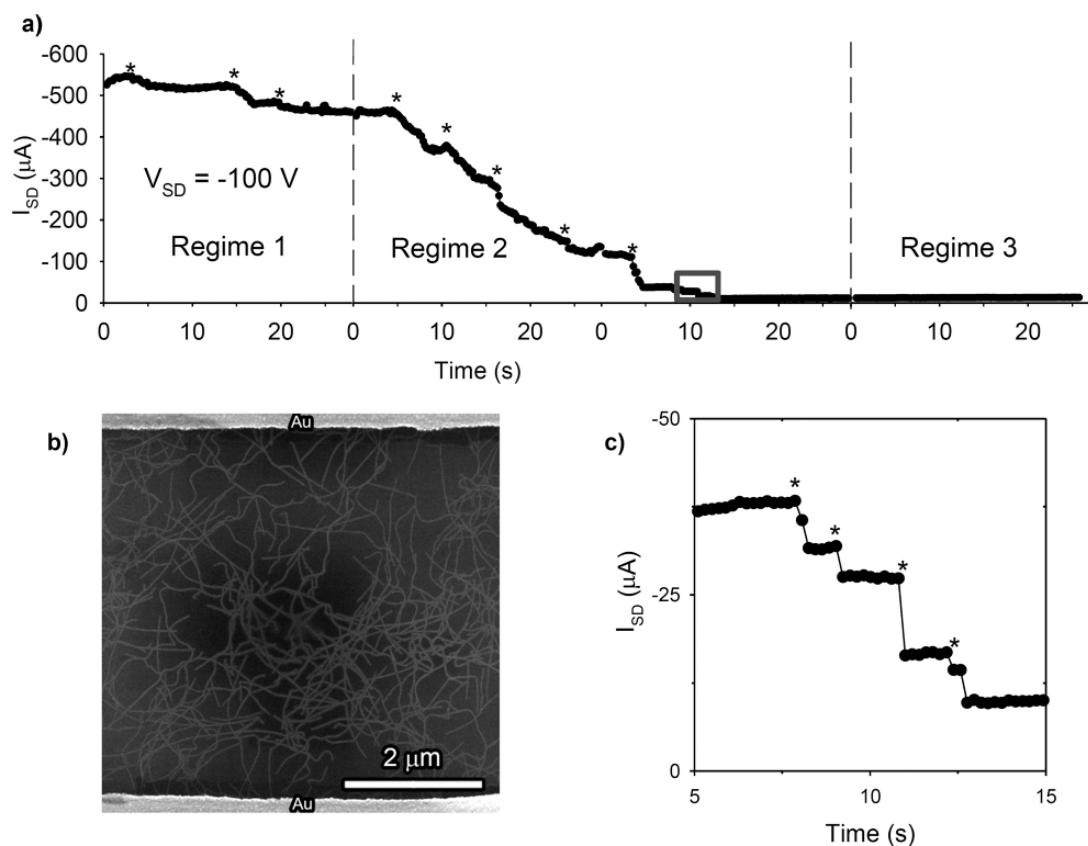 a)
-600
-500
-400
-300
-200
-100
0
I_SD (μA)
* * * * * * * *
V_SD = -100 V
Regime 1 Regime 2 Regime 3
0 10 20 0 10 20 0 10 20 0 10 20
Time (s)
b)
Au
2 μm
Au
c)
-50
-25
0
I_SD (μA)
* * * *
5 10 15
Time (s)